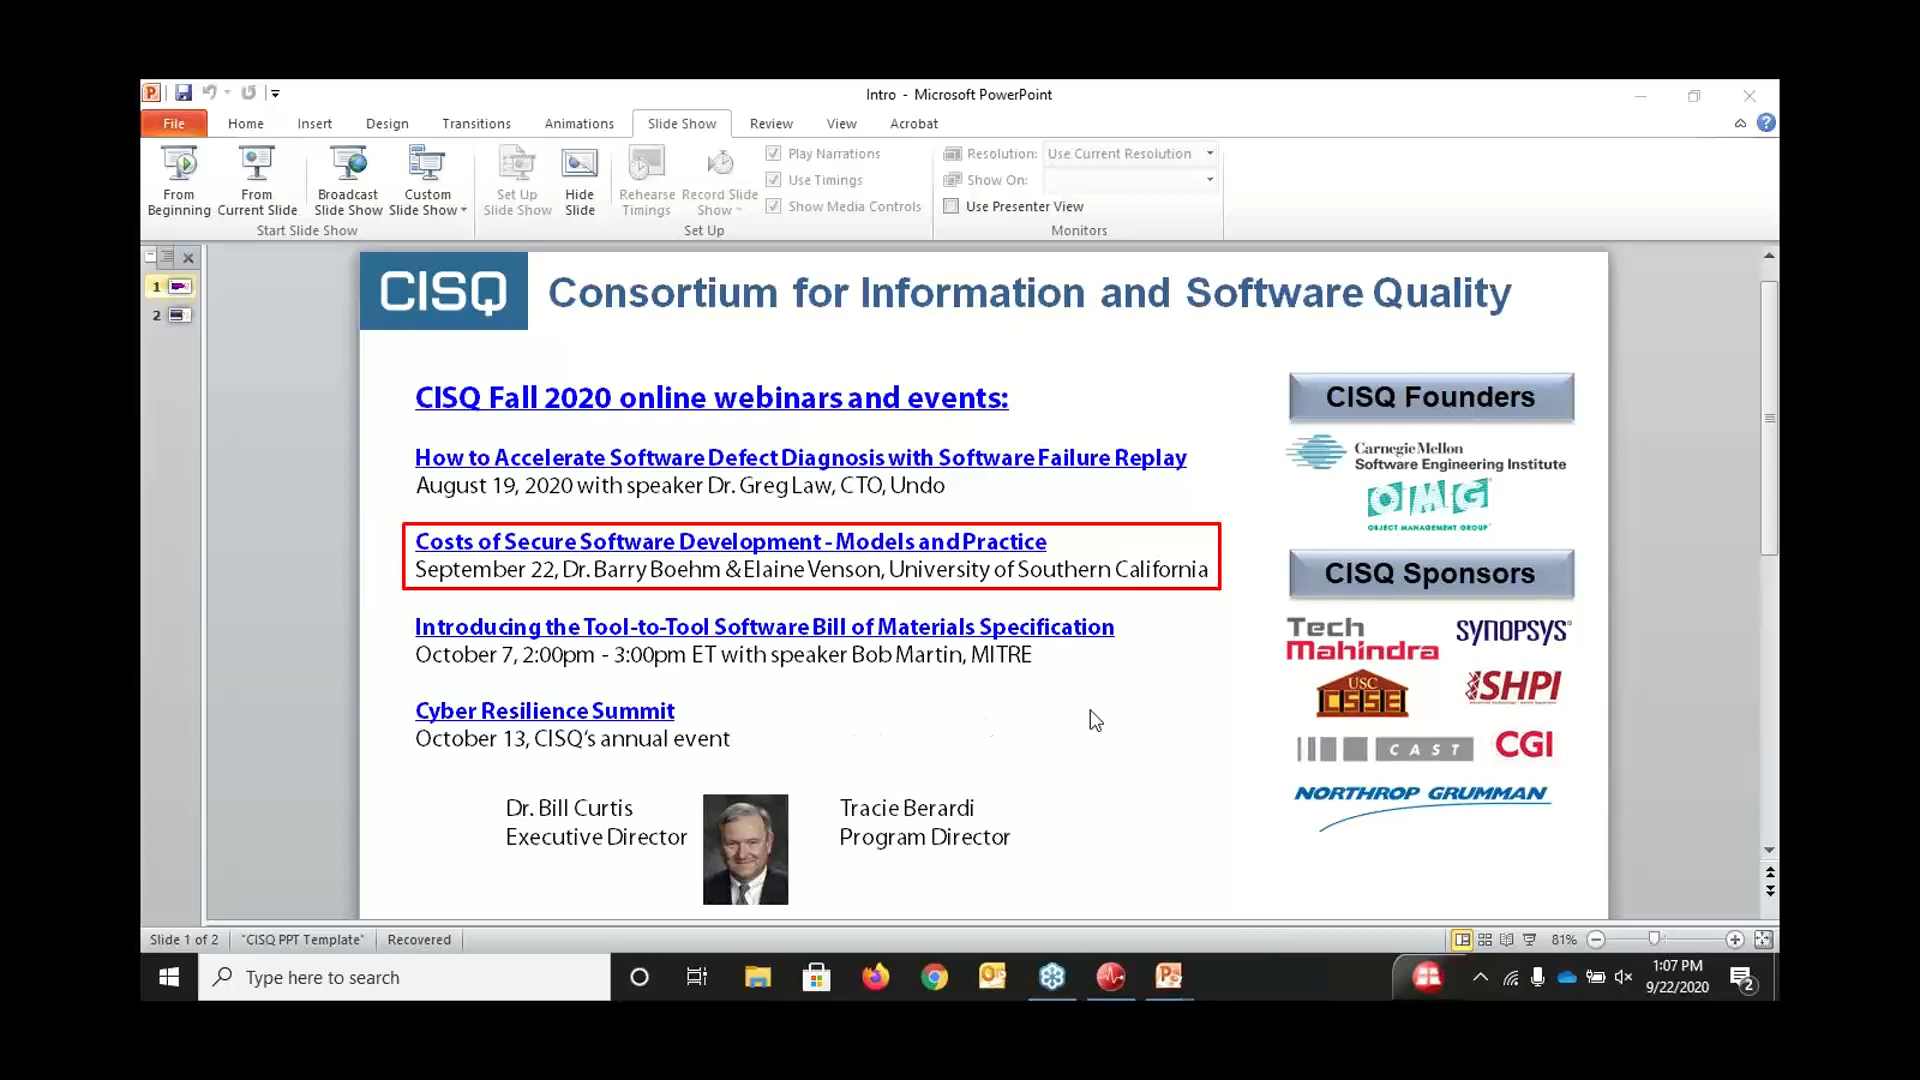 Intro - Microsoft PowerPoint
File Home Insert Design Transitions Animations Slide Show Review View Acrobat
From Beginning
From Current Slide
Broadcast Slide Show
Custom Slide Show
Start Slide Show
Set Up Slide Show
Hide Slide
Rehearse Timings
Record Slide Show
Play Narrations
Use Timings
Show Media Controls
Set Up
Resolution: Use Current Resolution
Show On:
Use Presenter View
Monitors
1
2
CISQ Consortium for Information and Software Quality
CISQ Fall 2020 online webinars and events:
How to Accelerate Software Defect Diagnosis with Software Failure Replay
August 19, 2020 with speaker Dr. Greg Law, CTO, Undo
Costs of Secure Software Development - Models and Practice
September 22, Dr. Barry Boehm & Elaine Venson, University of Southern California
Introducing the Tool-to-Tool Software Bill of Materials Specification
October 7, 2:00pm - 3:00pm ET with speaker Bob Martin, MITRE
Cyber Resilience Summit
October 13, CISQ's annual event
Dr. Bill Curtis
Executive Director
Tracie Berardi
Program Director
CISQ Founders
Carnegie Mellon
Software Engineering Institute
OMG
OBJECT MANAGEMENT GROUP
CISQ Sponsors
Tech
Mahindra
SYNOPSYS
USC
CSSE
iSHPI
CAST
CGI
NORTHROP GRUMMAN
Slide 1 of 2 "CISQ PPT Template" Recovered 81%
Type here to search
1:07 PM
9/22/2020
2